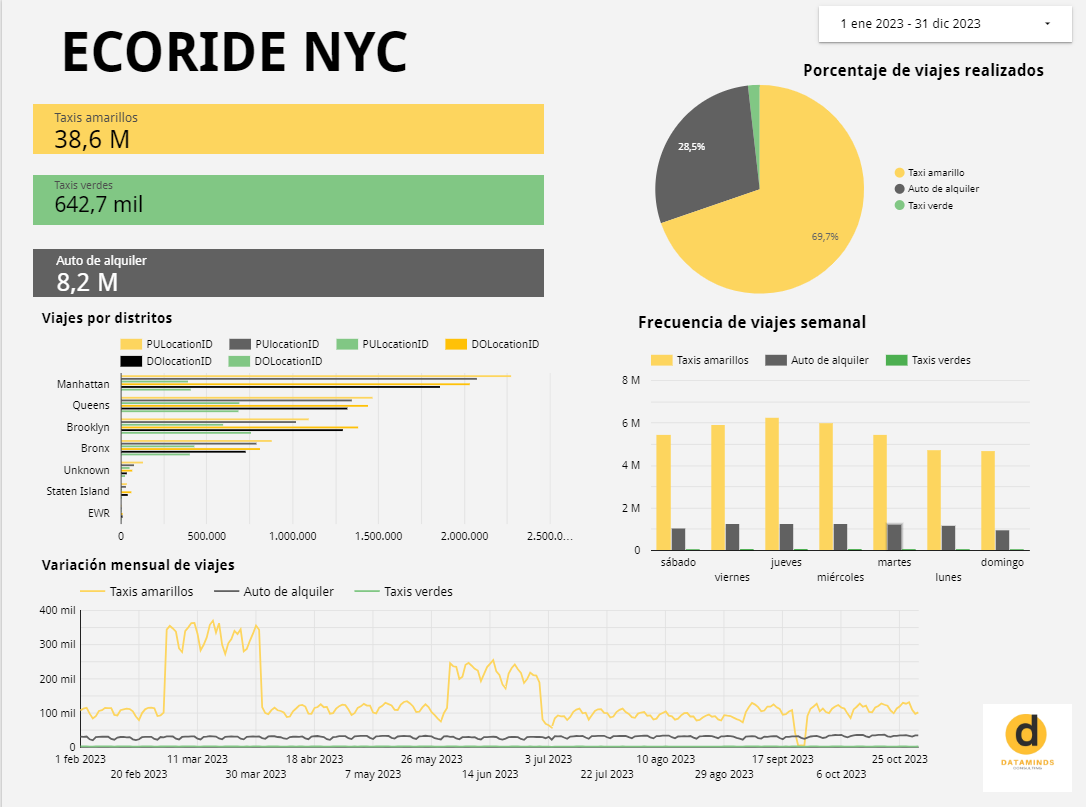 ECORIDE NYC
1 ene 2023 - 31 dic 2023
Taxis amarillos
38,6 M
Taxis verdes
642,7 mil
Auto de alquiler
8,2 M
Porcentaje de viajes realizados
28,5%
69,7%
Taxi amarillo
Auto de alquiler
Taxi verde
Viajes por distritos
PULocationID PUlocationID PULocationID DOLocationID
DOLocationID DOLocationID
Manhattan
Queens
Brooklyn
Bronx
Unknown
Staten Island
EWR
0 500.000 1.000.000 1.500.000 2.000.000 2.500.0…
Frecuencia de viajes semanal
Taxis amarillos Auto de alquiler Taxis verdes
8 M
6 M
4 M
2 M
0
sábado jueves martes domingo
viernes miércoles lunes
Variación mensual de viajes
Taxis amarillos Auto de alquiler Taxis verdes
400 mil
300 mil
200 mil
100 mil
0
1 feb 2023 11 mar 2023 18 abr 2023 26 may 2023 3 jul 2023 10 ago 2023 17 sept 2023 25 oct 2023
20 feb 2023 30 mar 2023 7 may 2023 14 jun 2023 22 jul 2023 29 ago 2023 6 oct 2023
d
DATAMINDS
CONSULTING